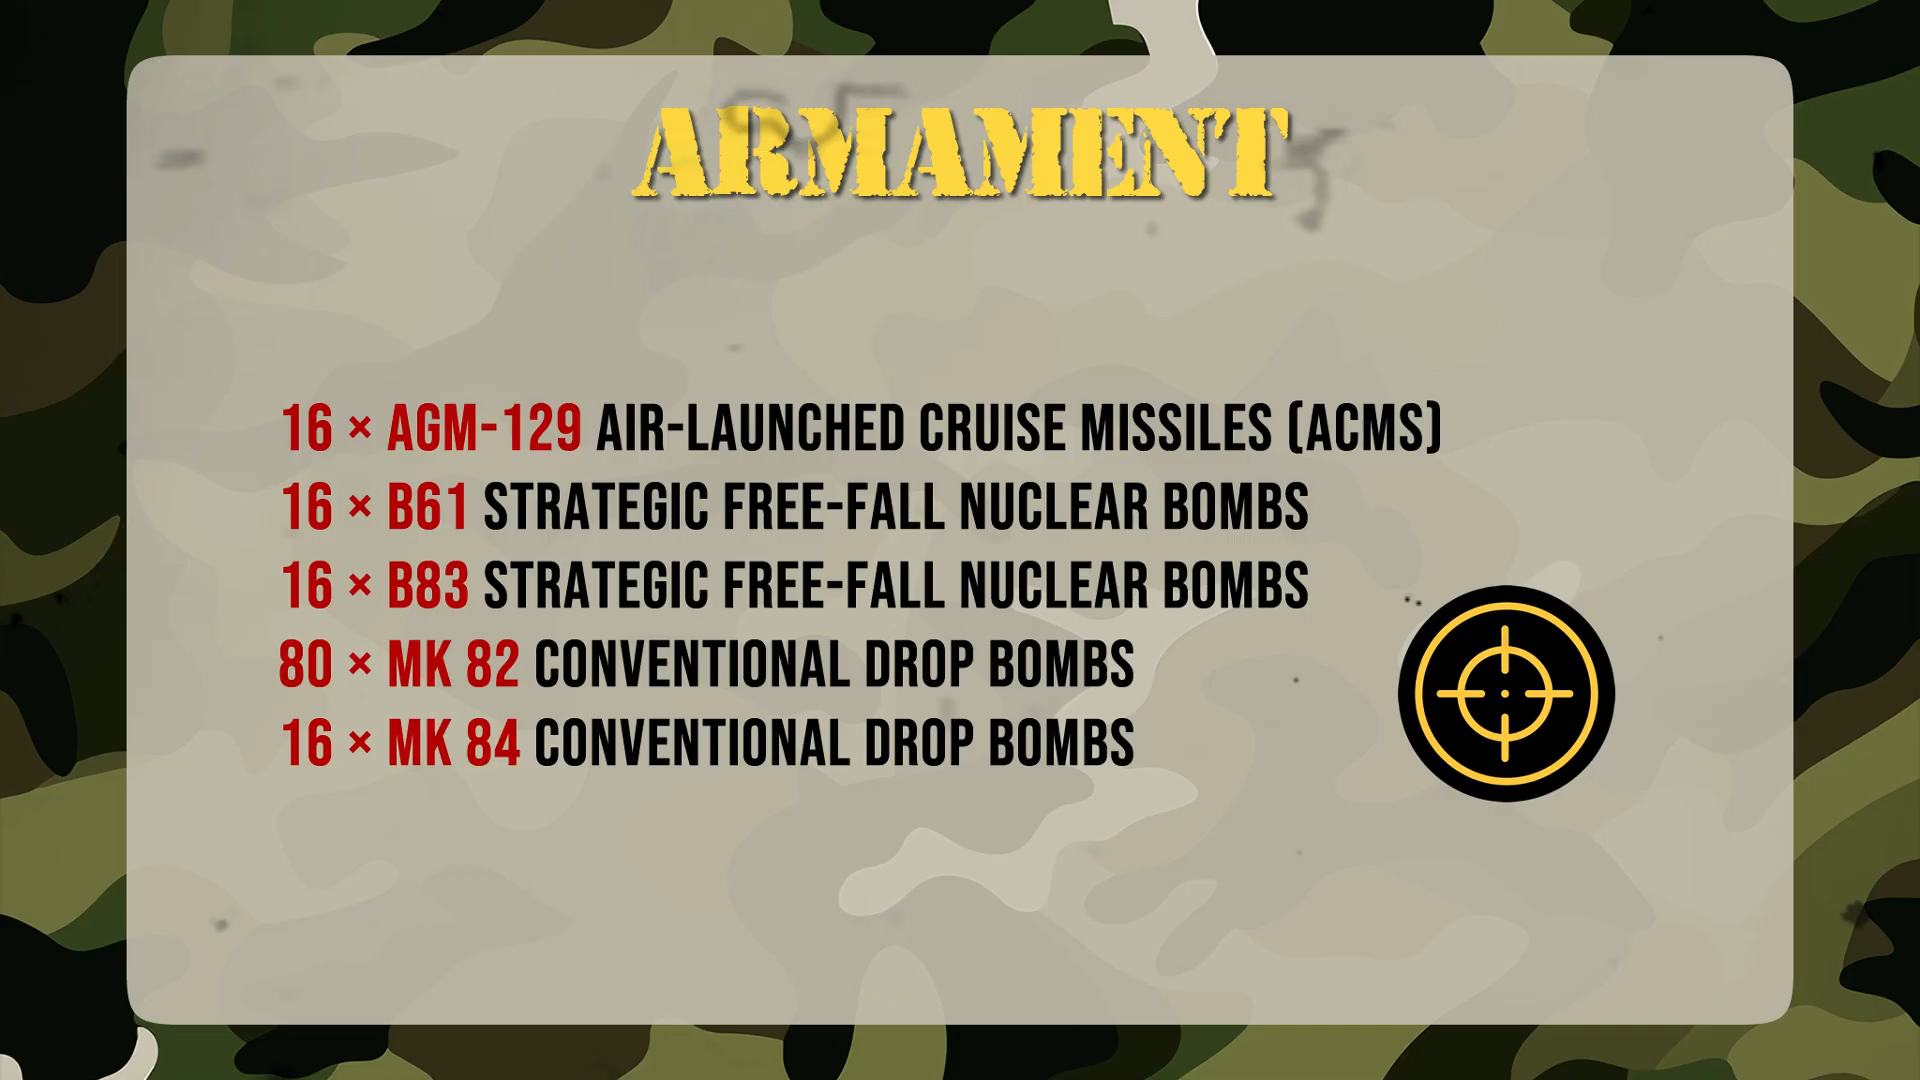 ARMAMENT
16 × AGM-129 AIR-LAUNCHED CRUISE MISSILES (ACMS)
16 × B61 STRATEGIC FREE-FALL NUCLEAR BOMBS
16 × B83 STRATEGIC FREE-FALL NUCLEAR BOMBS
80 × MK 82 CONVENTIONAL DROP BOMBS
16 × MK 84 CONVENTIONAL DROP BOMBS